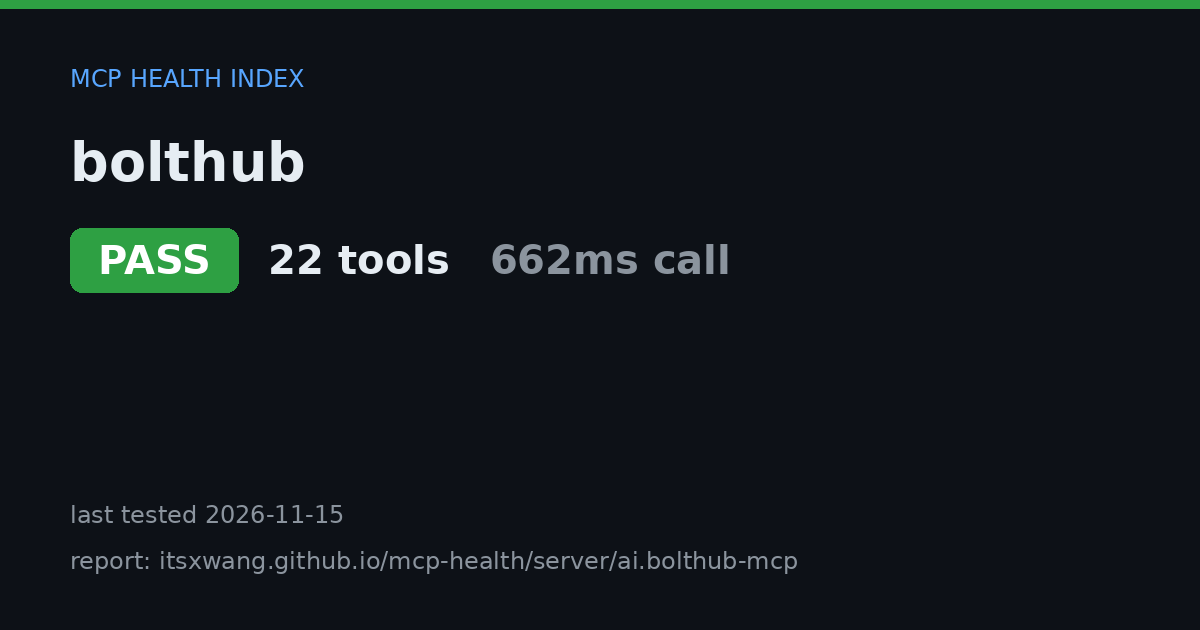 MCP HEALTH INDEX
bolthub
PASS 22 tools 662ms call
last tested 2026-11-15
report: itsxwang.github.io/mcp-health/server/ai.bolthub-mcp